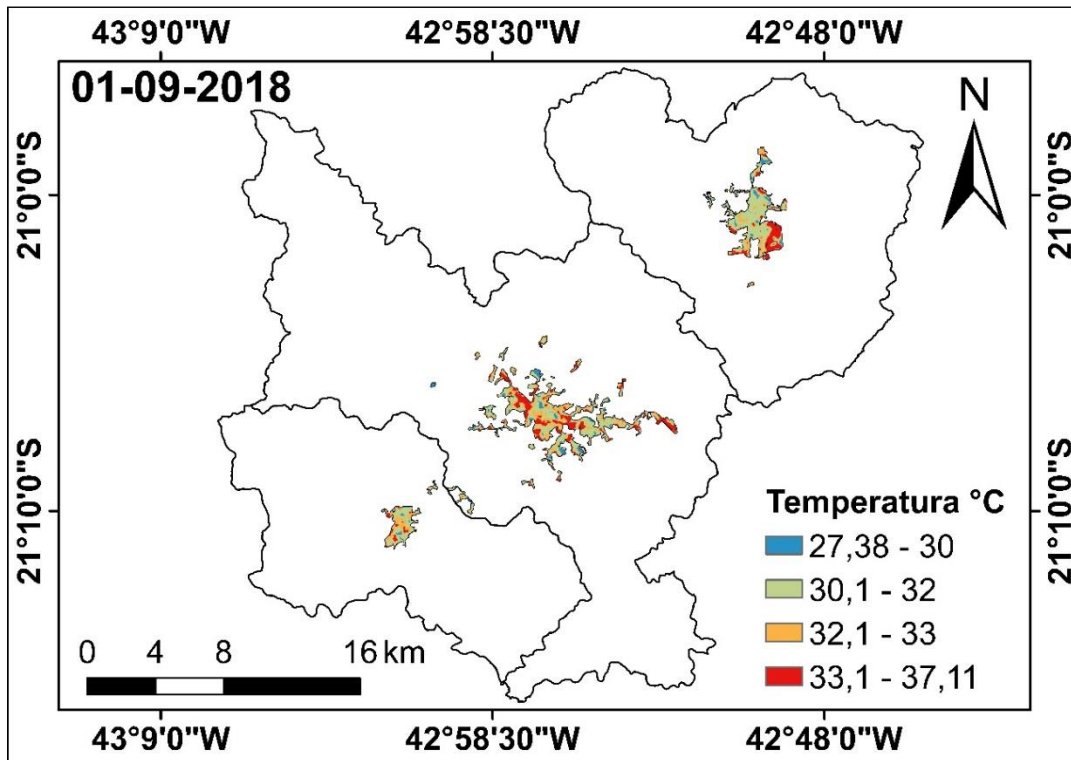 43°9'0"W 42°58'30"W 42°48'0"W
01-09-2018
N
21°0'0"S 21°0'0"S
21°10'0"S 21°10'0"S
Temperatura °C
27,38 - 30
30,1 - 32
32,1 - 33
33,1 - 37,11
0 4 8 16 km
43°9'0"W 42°58'30"W 42°48'0"W